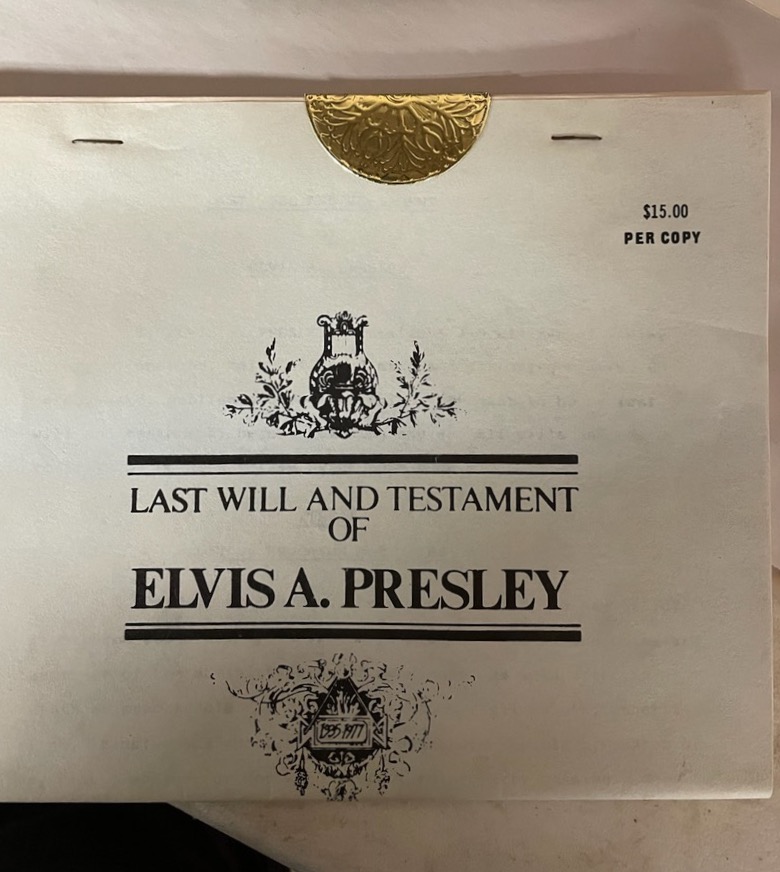 $15.00
PER COPY
LAST WILL AND TESTAMENT
OF
ELVIS A. PRESLEY
1935-1977